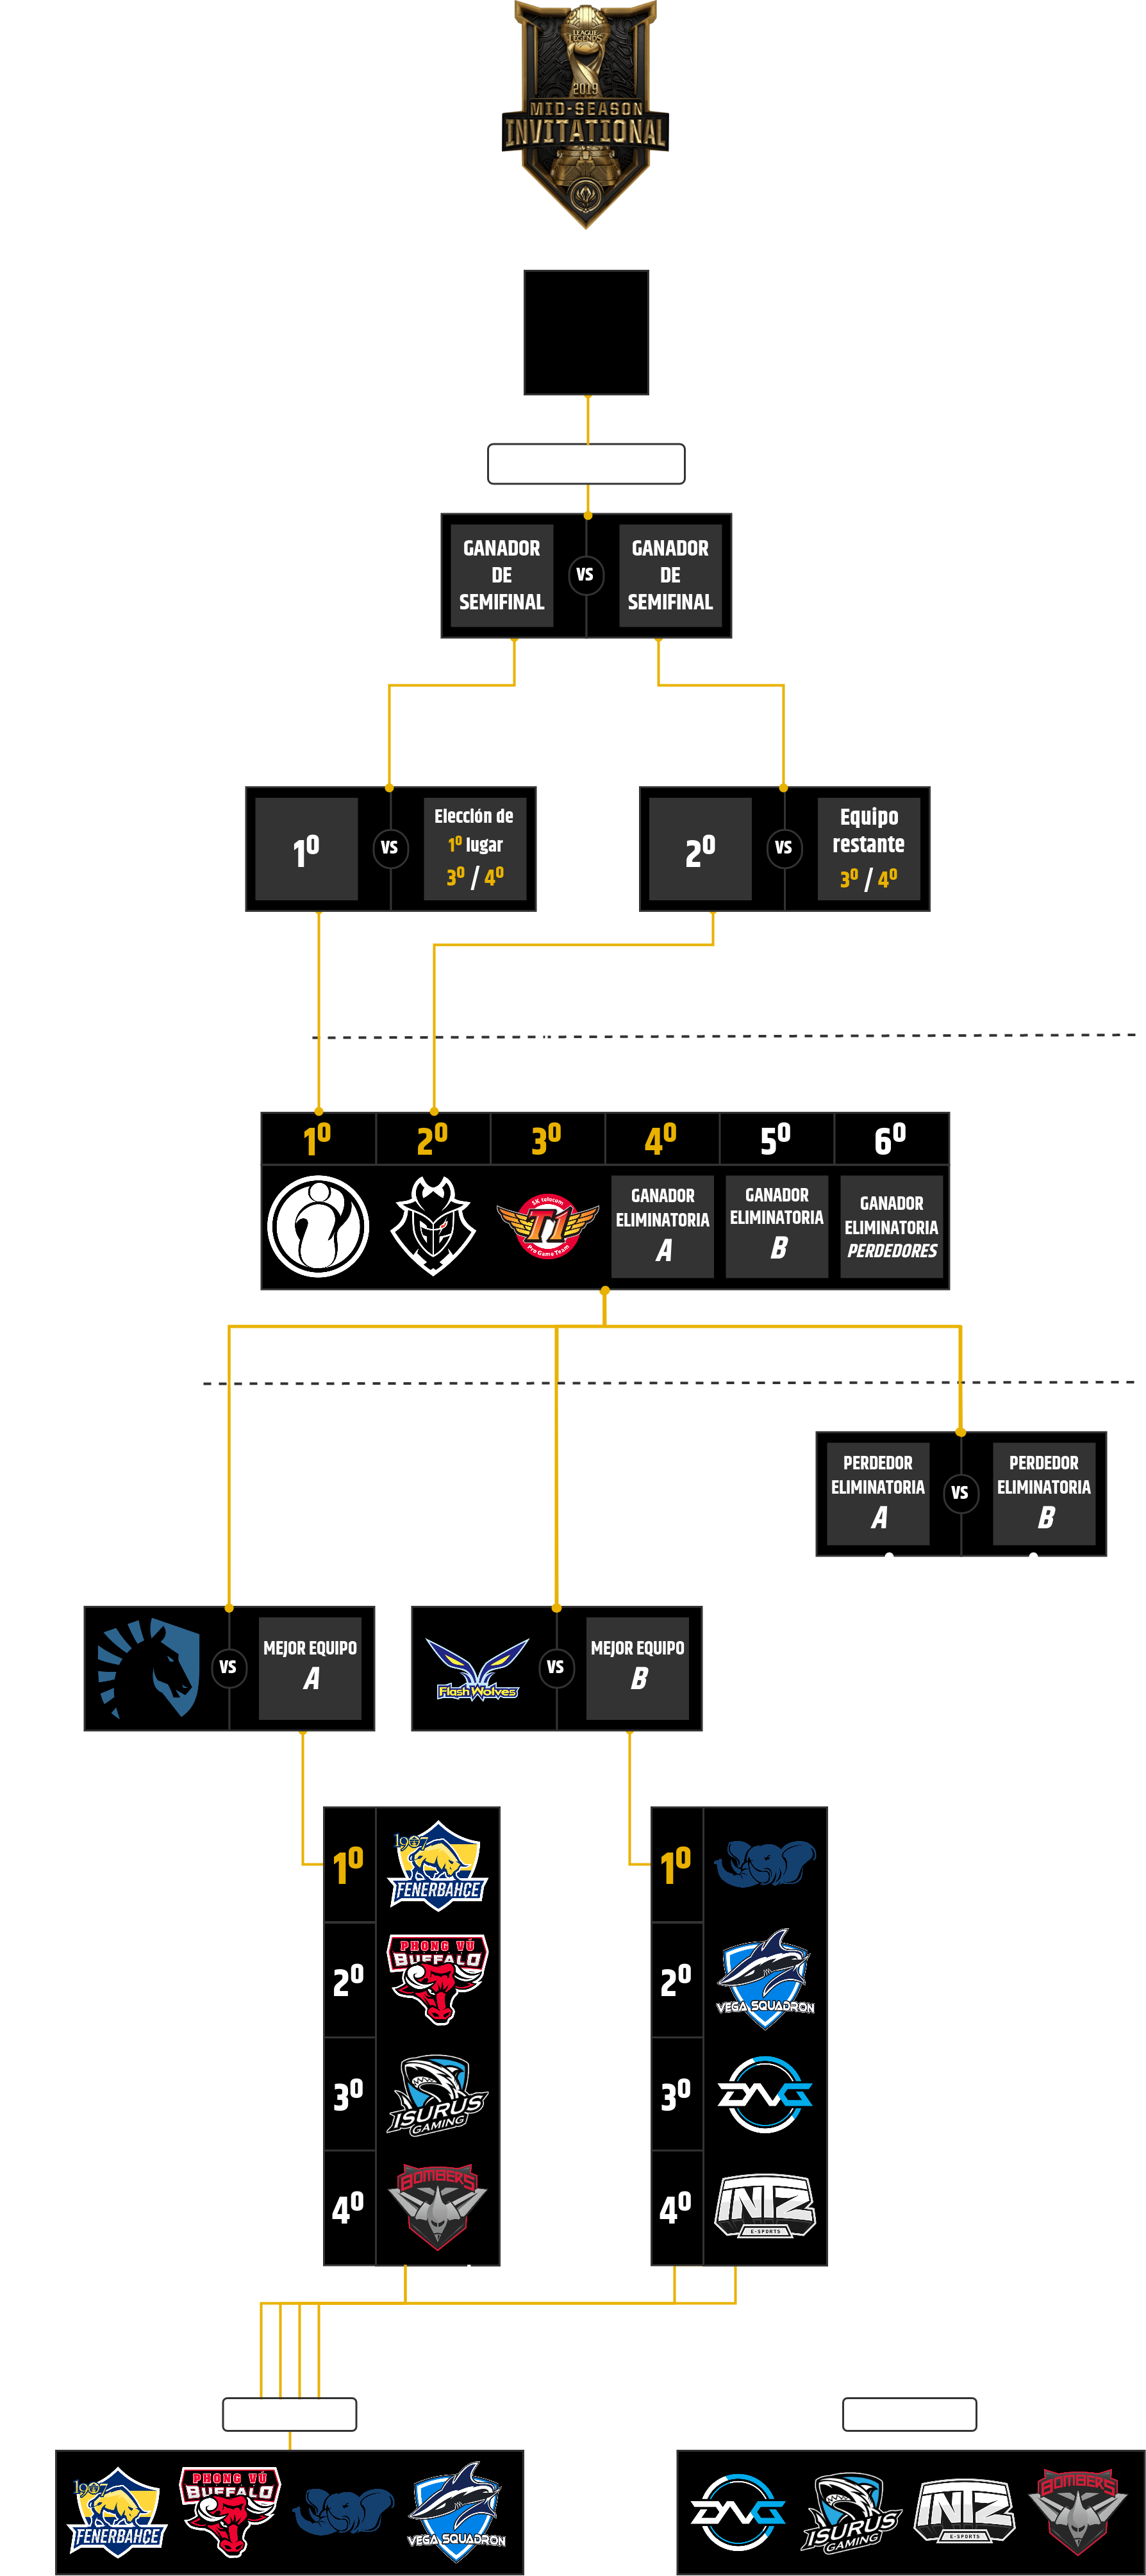 LEAGUE
LEGENDS
2019
MID-SEASON
INVITATIONAL
GANADOR
DE
SEMIFINAL
VS
GANADOR
DE
SEMIFINAL
1º
VS
Elección de
1º lugar
3º / 4º
2º
VS
Equipo
restante
3º / 4º
1º 2º 3º 4º 5º 6º
SK telecom
T1
Pro Game Team
GANADOR
ELIMINATORIA
A
GANADOR
ELIMINATORIA
B
GANADOR
ELIMINATORIA
PERDEDORES
PERDEDOR
ELIMINATORIA
A
VS
PERDEDOR
ELIMINATORIA
B
VS
MEJOR EQUIPO
A
Flash Wolves
VS
MEJOR EQUIPO
B
1º
1907
FENERBAHÇE
2º
PHONG VŨ
BUFFALO
3º
ISURUS
GAMING
4º
BOMBERS
1º
2º
VEGA SQUADRON
3º
DNG
4º
INTZ
E-SPORTS
1907
FENERBAHÇE
PHONG VŨ
BUFFALO
VEGA SQUADRON
DNG
ISURUS
GAMING
INTZ
E-SPORTS
BOMBERS